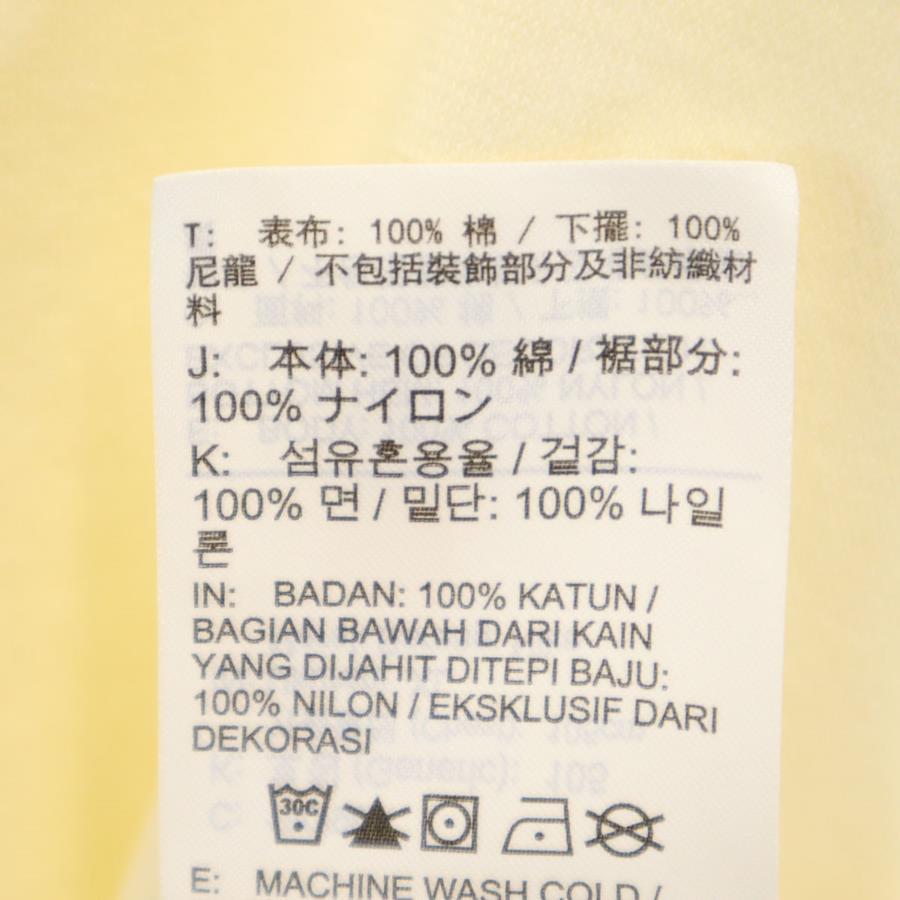 T: 表布: 100% 棉 / 下擺: 100%
尼龍 / 不包括裝飾部分及非紡織材
料
J: 本体: 100% 綿 / 裾部分:
100% ナイロン
K: 섬유혼용율 / 겉감:
100% 면 / 밑단: 100% 나일
론
IN: BADAN: 100% KATUN /
BAGIAN BAWAH DARI KAIN
YANG DIJAHIT DITEPI BAJU:
100% NILON / EKSKLUSIF DARI
DEKORASI
30C
E: MACHINE WASH COLD /